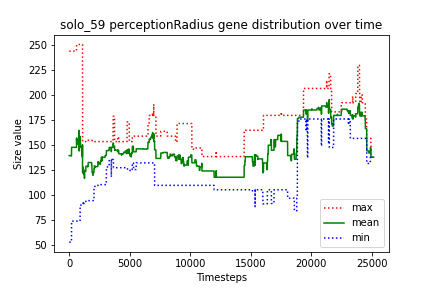 solo_59 perceptionRadius gene distribution over time
250
225
200
175
150
125
100
75
50
Size value
0
5000
10000
15000
20000
25000
Timesteps
max
mean
min